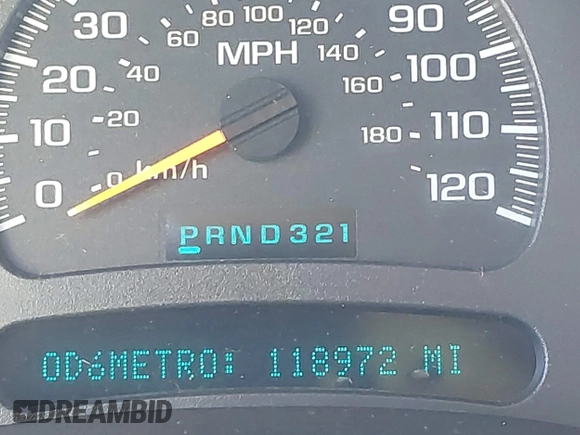 30 60 80 100 120 90
20 40 MPH 140 100
10 20 160 110
0 0 km/h 180 120
PRND321
ODóMETRO: 118972 MI
DREAMBID